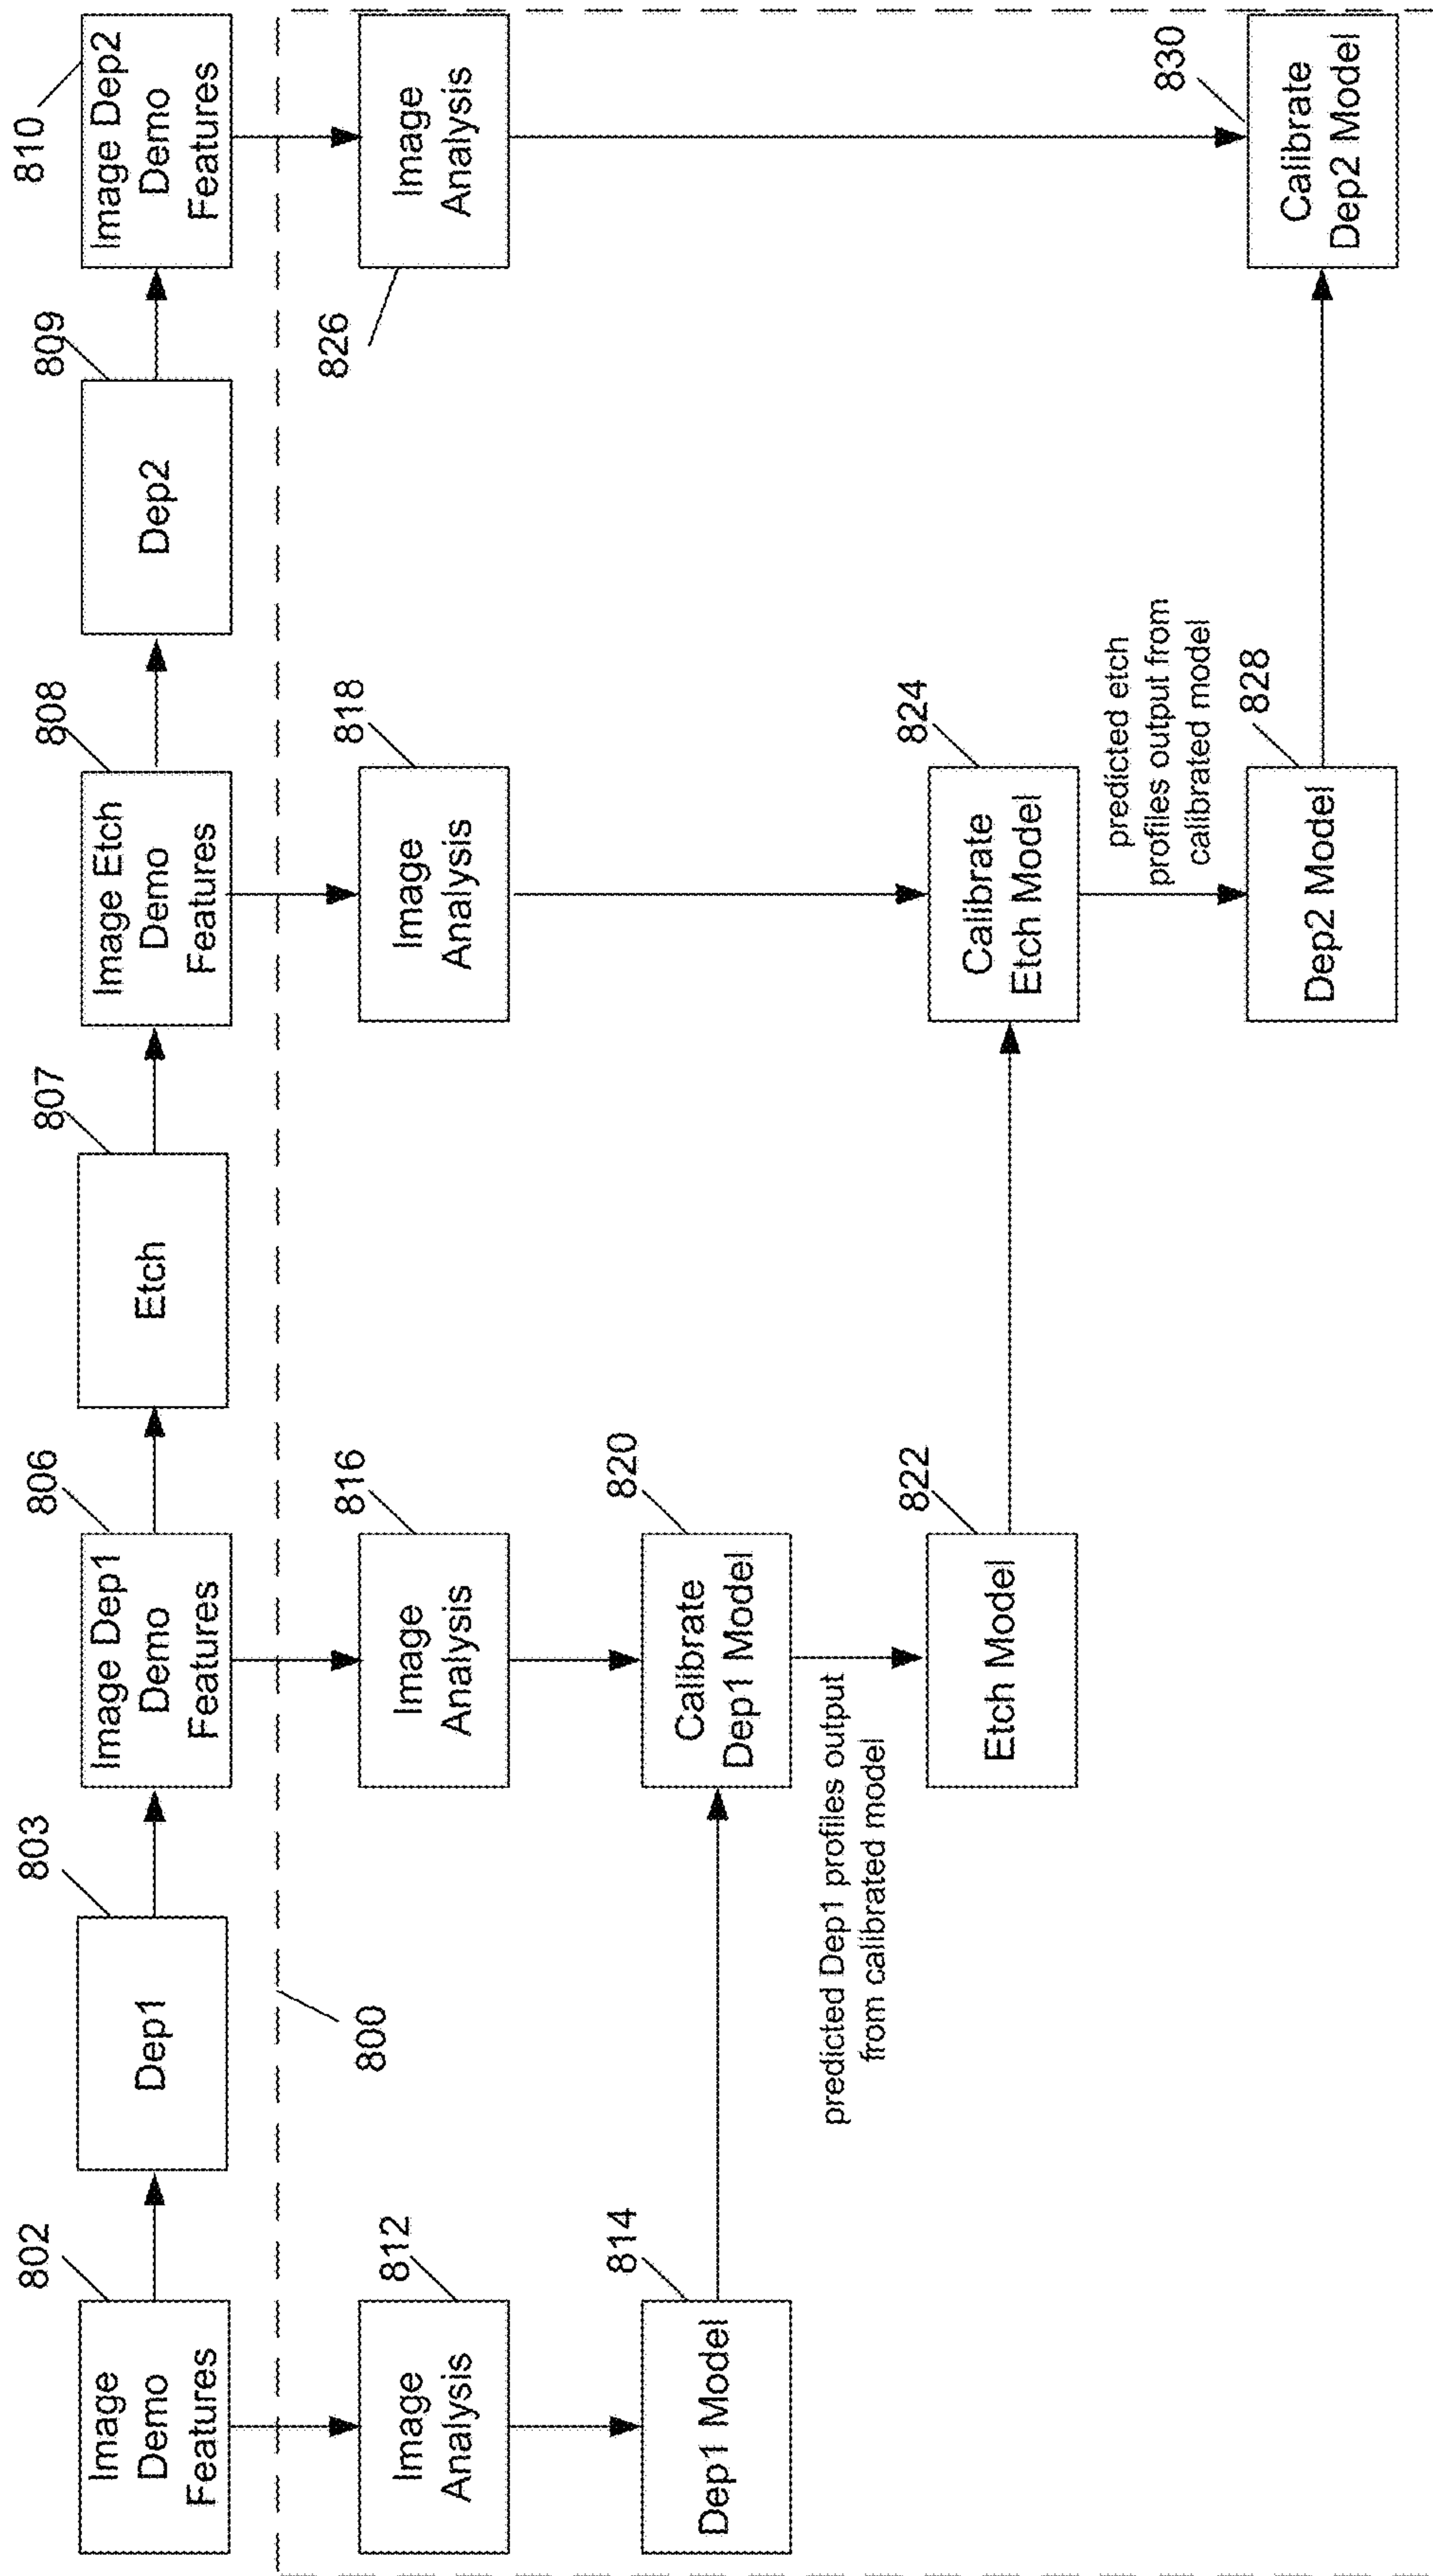 802
Image
Demo
Features
803
Dep1
806
Image Dep1
Demo
Features
807
Etch
808
Image Etch
Demo
Features
809
Dep2
810
Image Dep2
Demo
Features
800
812
Image
Analysis
816
Image
Analysis
818
Image
Analysis
826
Image
Analysis
814
Dep1 Model
820
Calibrate
Dep1 Model
predicted Dep1 profiles output
from calibrated model
822
Etch Model
824
Calibrate
Etch Model
predicted etch
profiles output from
calibrated model
828
Dep2 Model
830
Calibrate
Dep2 Model